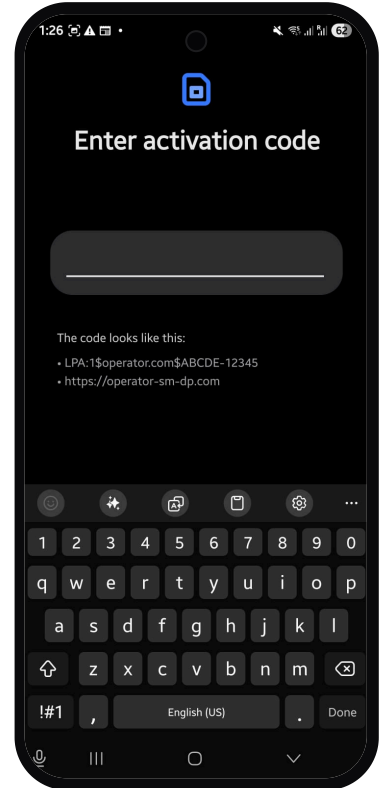 1:26
62
Enter activation code
The code looks like this:
• LPA:1$operator.com$ABCDE-12345
• https://operator-sm-dp.com
1 2 3 4 5 6 7 8 9 0
q w e r t y u i o p
a s d f g h j k l
z x c v b n m
!#1 , English (US) . Done